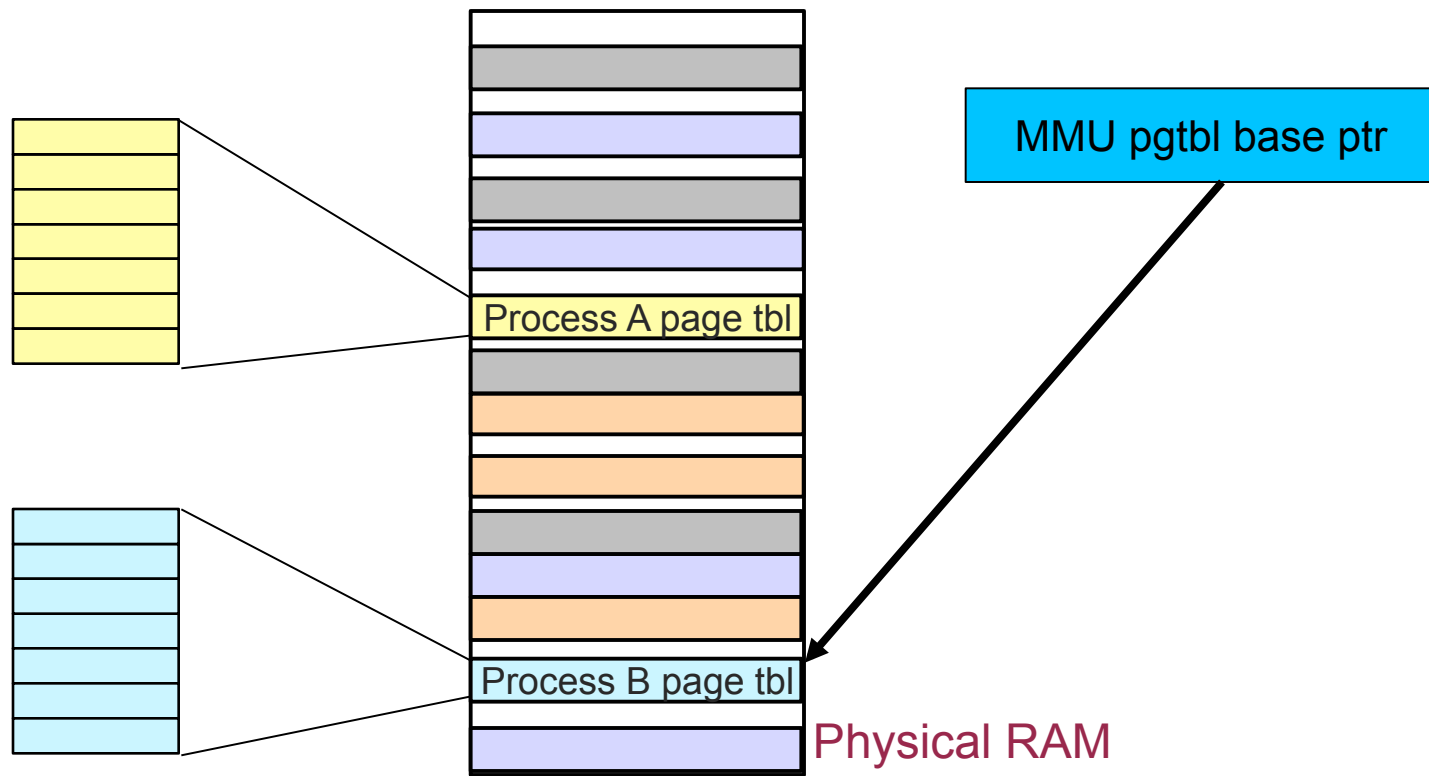 MMU pgtbl base ptr
Process A page tbl
Process B page tbl
Physical RAM